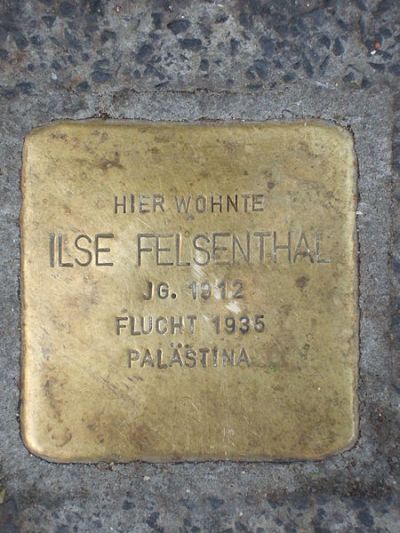 HIER WOHNTE
ILSE FELSENTHAL
JG. 1912
FLUCHT 1935
PALÄSTINA